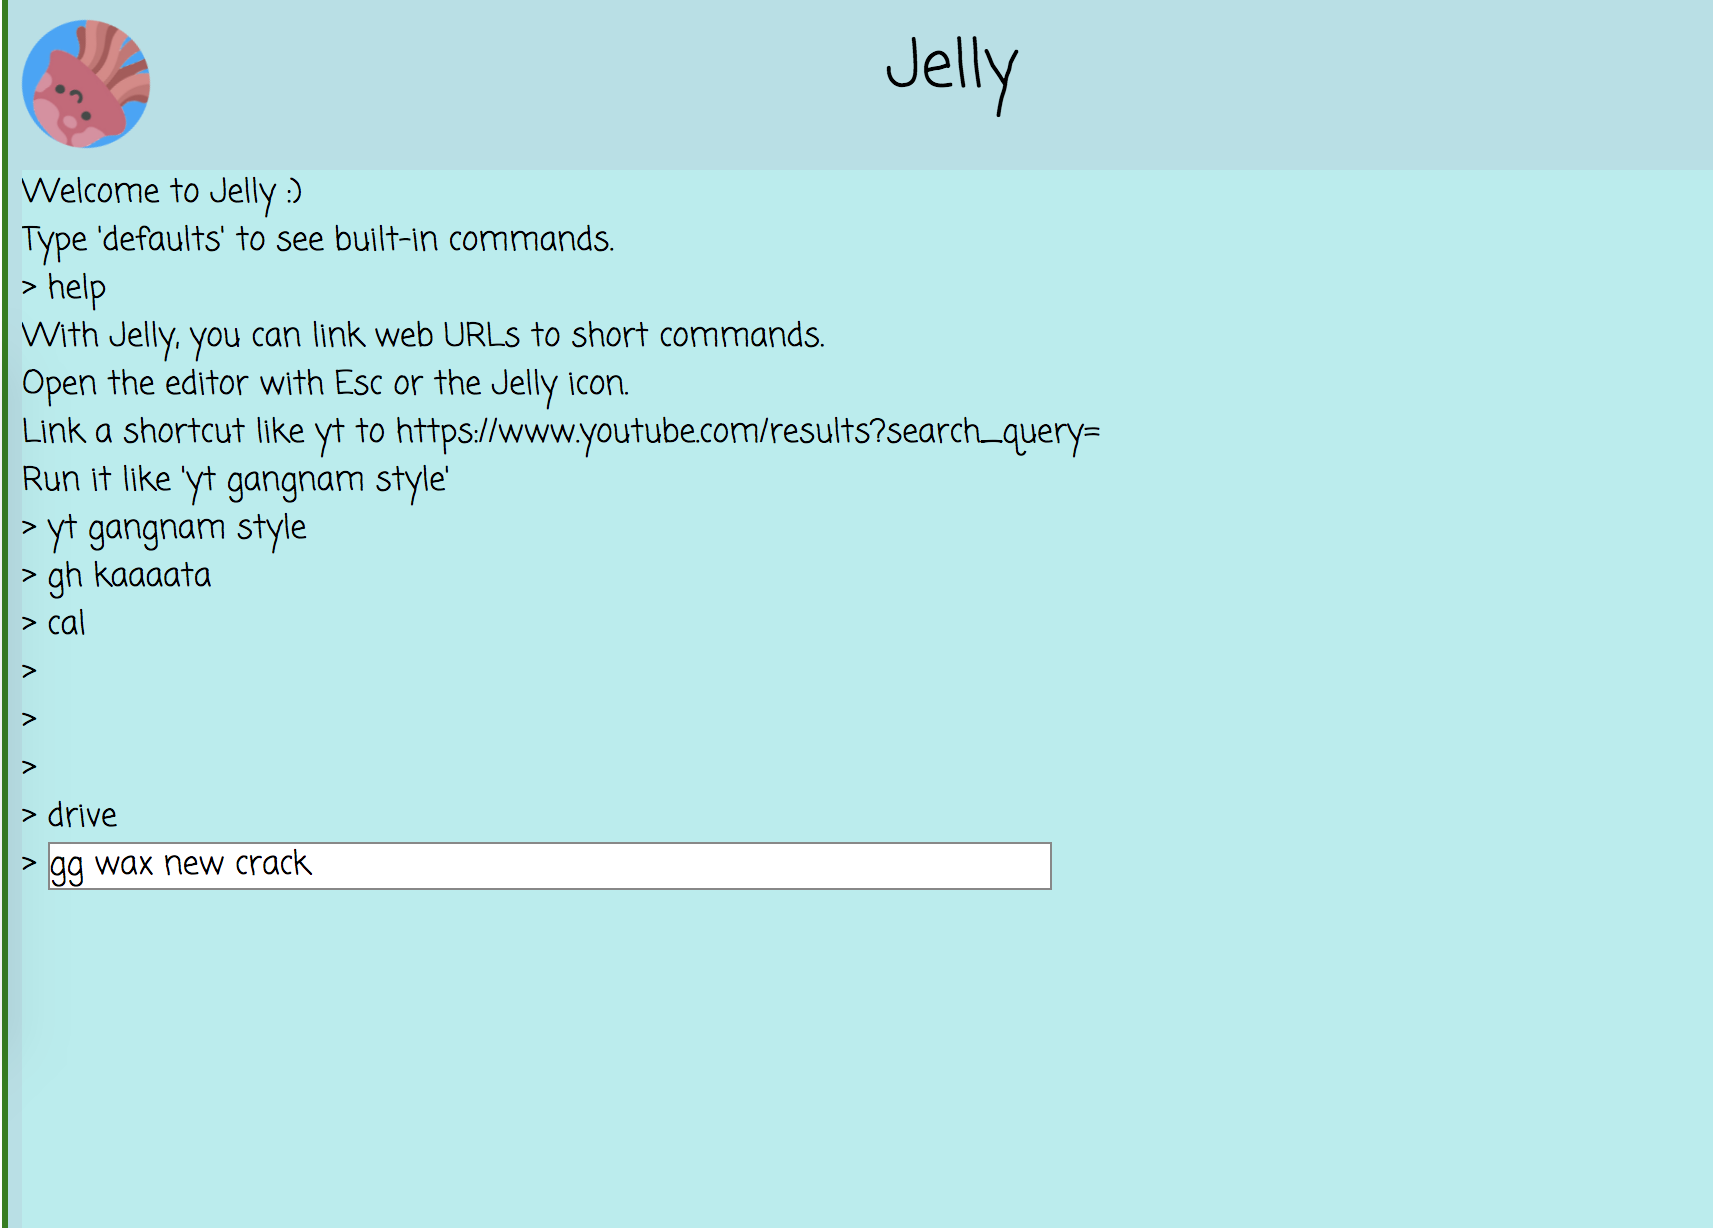 Jelly
Welcome to Jelly :)
Type 'defaults' to see built-in commands.
> help
With Jelly, you can link web URLs to short commands.
Open the editor with Esc or the Jelly icon.
Link a shortcut like yt to https://www.youtube.com/results?search_query=
Run it like 'yt gangnam style'
> yt gangnam style
> gh kaaaata
> cal
>
>
>
> drive
> gg wax new crack